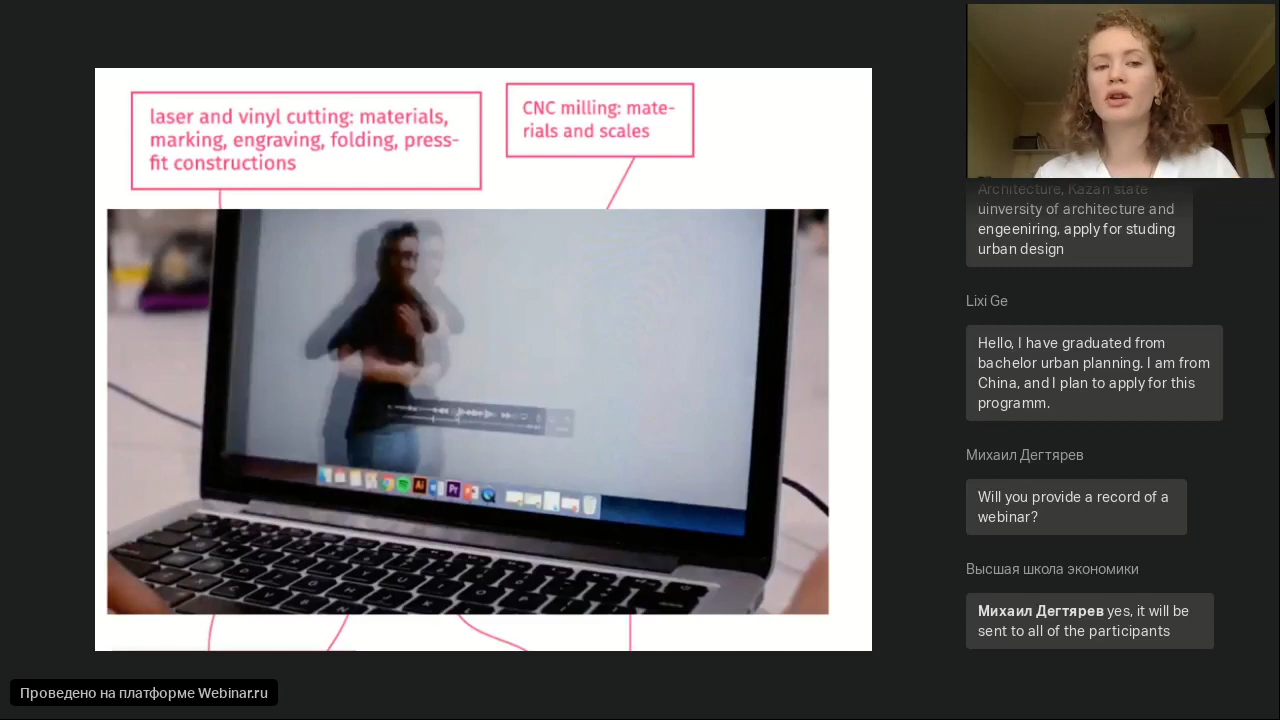 laser and vinyl cutting: materials,
marking, engraving, folding, press-
fit constructions
CNC milling: mate-
rials and scales
Ai
Pr
Architecture, Kazan state
uinversity of architecture and
engeeniring, apply for studing
urban design
Lixi Ge
Hello, I have graduated from
bachelor urban planning. I am from
China, and I plan to apply for this
programm.
Михаил Дегтярев
Will you provide a record of a
webinar?
Высшая школа экономики
Михаил Дегтярев yes, it will be
sent to all of the participants
Проведено на платформе Webinar.ru